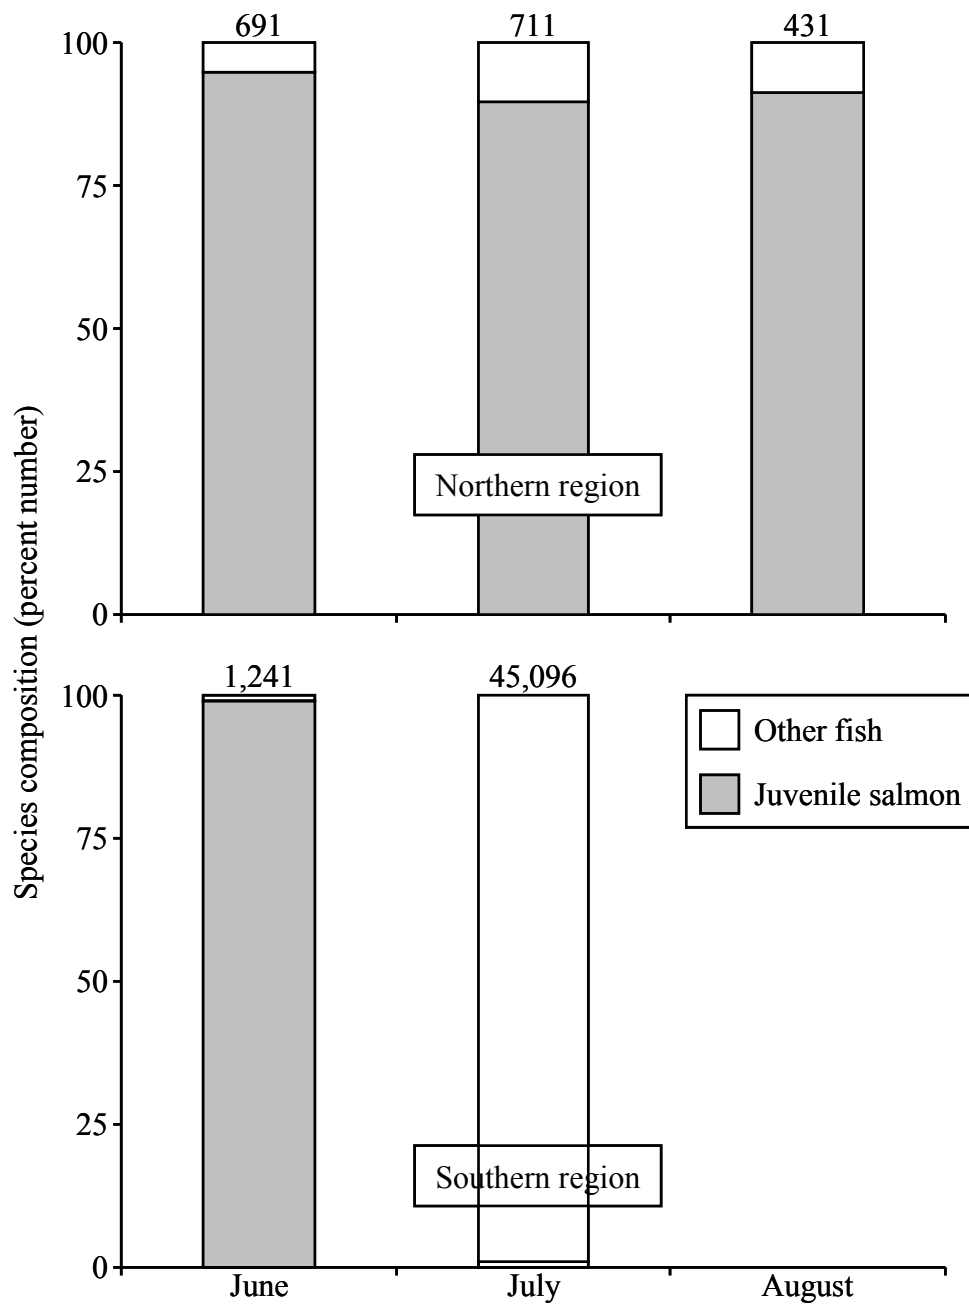 691 711 431
100
75
50
25
0
Northern region
Species composition (percent number)
1,241 45,096
100
75
50
25
0
Other fish
Juvenile salmon
Southern region
June July August